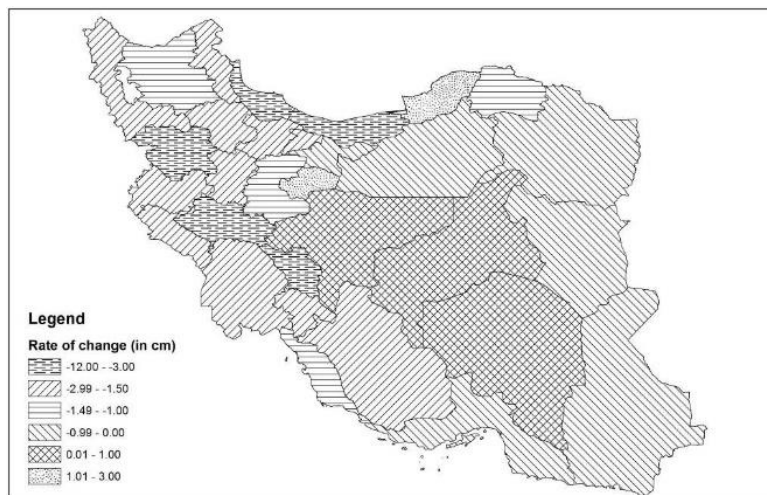 Legend
Rate of change (in cm)
-12.00 - -3.00
-2.99 - -1.50
-1.49 - -1.00
-0.99 - 0.00
0.01 - 1.00
1.01 - 3.00